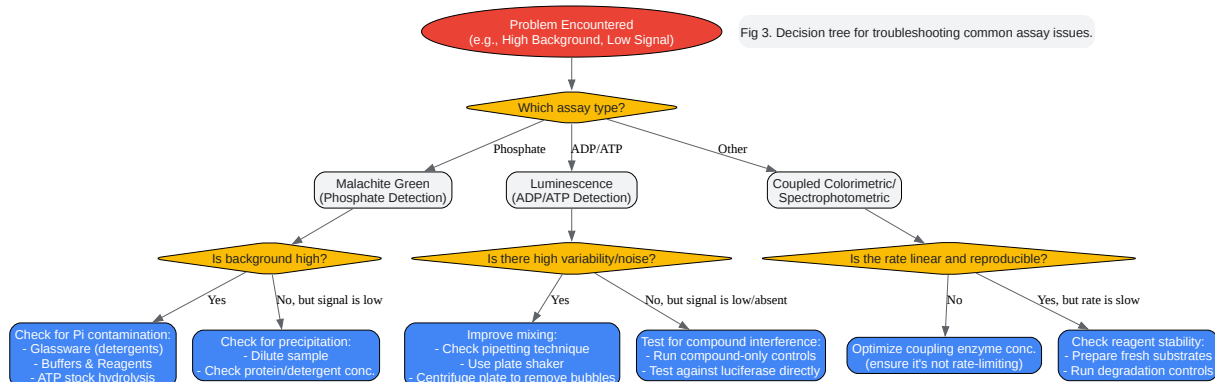 Problem Encountered
(e.g., High Background, Low Signal)
Fig 3. Decision tree for troubleshooting common assay issues.
Which assay type?
Phosphate
ADP/ATP
Other
Malachite Green
(Phosphate Detection)
Luminescence
(ADP/ATP Detection)
Coupled Colorimetric/
Spectrophotometric
Is background high?
Is there high variability/noise?
Is the rate linear and reproducible?
Yes
No, but signal is low
Yes
No, but signal is low/absent
No
Yes, but rate is slow
Check for Pi contamination:
- Glassware (detergents)
- Buffers & Reagents
- ATP stock hydrolysis
Check for precipitation:
- Dilute sample
- Check protein/detergent conc.
Improve mixing:
- Check pipetting technique
- Use plate shaker
- Centrifuge plate to remove bubbles
Test for compound interference:
- Run compound-only controls
- Test against luciferase directly
Optimize coupling enzyme conc.
(ensure it's not rate-limiting)
Check reagent stability:
- Prepare fresh substrates
- Run degradation controls